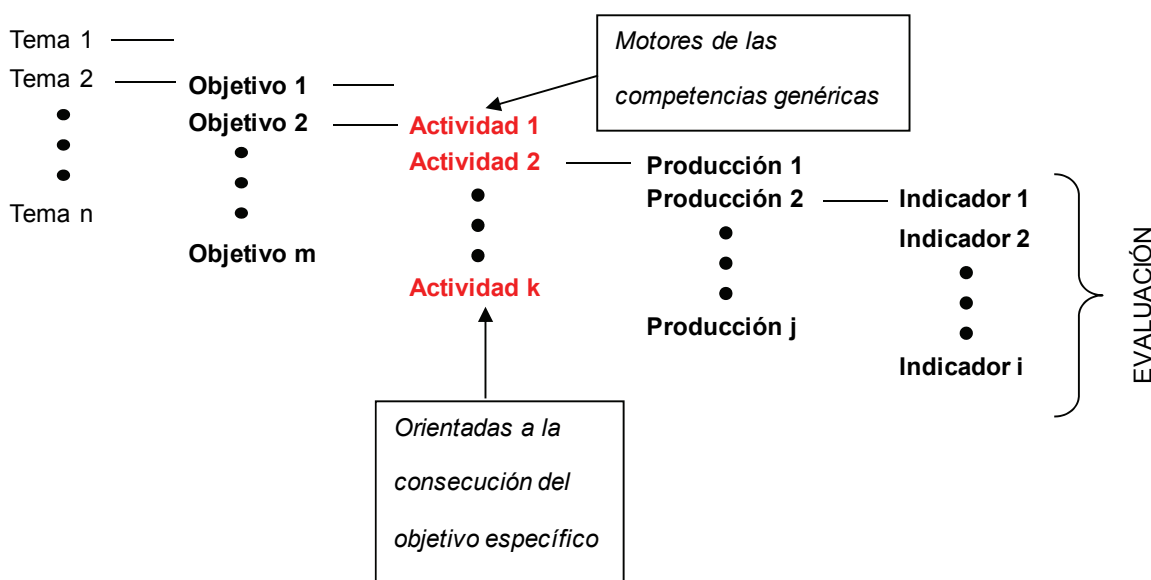 Tema 1
Tema 2
Tema n
Objetivo 1
Objetivo 2
Objetivo m
Motores de las
competencias genéricas
Actividad 1
Actividad 2
Actividad k
Orientadas a la
consecución del
objetivo específico
Producción 1
Producción 2
Producción j
Indicador 1
Indicador 2
Indicador i
EVALUACIÓN